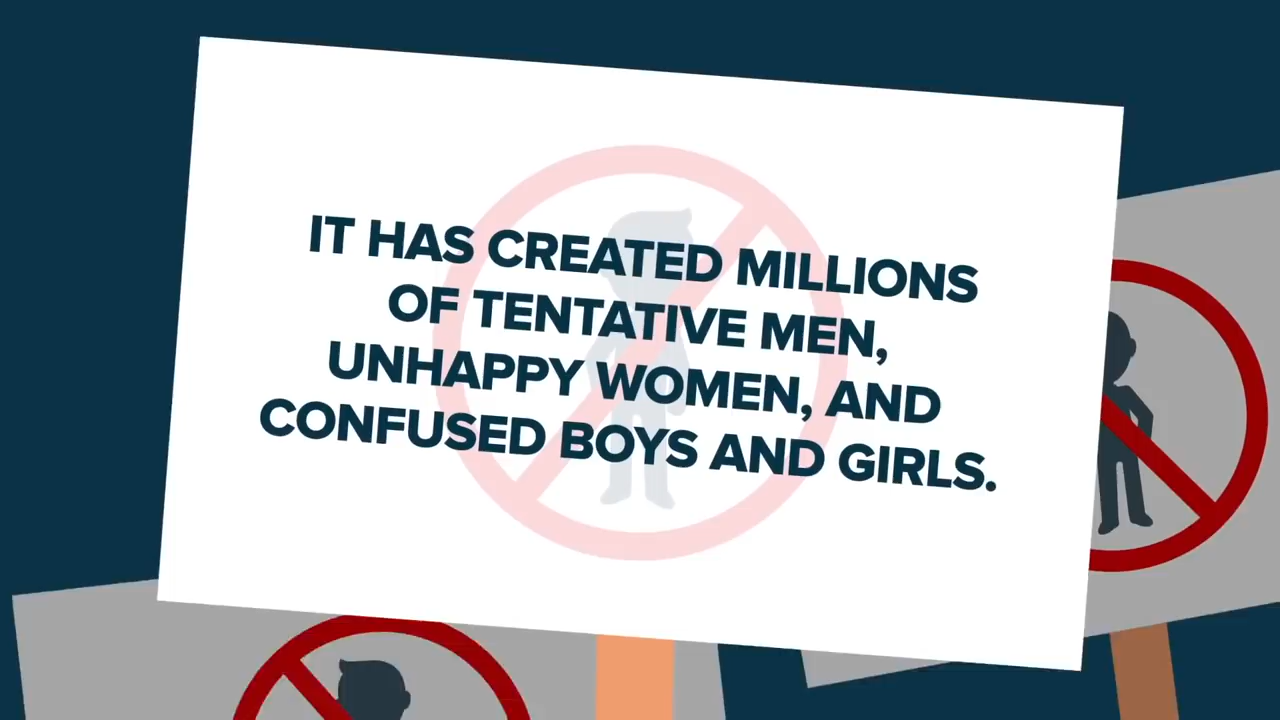 IT HAS CREATED MILLIONS
OF TENTATIVE MEN,
UNHAPPY WOMEN, AND
CONFUSED BOYS AND GIRLS.